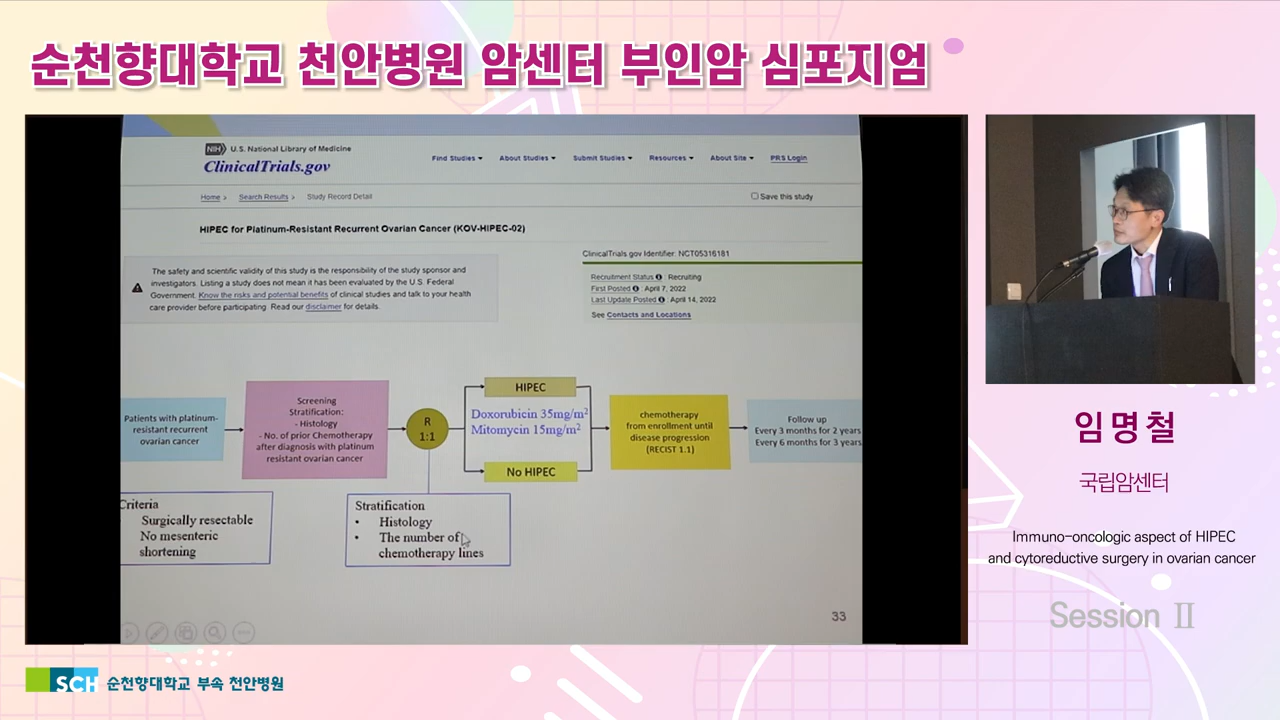 순천향대학교 천안병원 암센터 부인암 심포지엄
NIH U.S. National Library of Medicine
ClinicalTrials.gov
Find Studies
About Studies
Submit Studies
Resources
About Site
PRS Login
Home >
Search Results >
Study Record Detail
Save this study
HIPEC for Platinum-Resistant Recurrent Ovarian Cancer (KOV-HIPEC-02)
The safety and scientific validity of this study is the responsibility of the study sponsor and
investigators. Listing a study does not mean it has been evaluated by the U.S. Federal
Government. Know the risks and potential benefits of clinical studies and talk to your health
care provider before participating. Read our disclaimer for details.
ClinicalTrials.gov Identifier: NCT05316181
Recruitment Status : Recruiting
First Posted : April 7, 2022
Last Update Posted : April 14, 2022
See Contacts and Locations
Patients with platinum-
resistant recurrent
ovarian cancer
Screening
Stratification:
- Histology
- No. of prior Chemotherapy
after diagnosis with platinum
resistant ovarian cancer
R
1:1
HIPEC
Doxorubicin 35mg/m²
Mitomycin 15mg/m²
No HIPEC
chemotherapy
from enrollment until
disease progression
(RECIST 1.1)
Follow up
Every 3 months for 2 years
Every 6 months for 3 years
Criteria
Surgically resectable
No mesenteric
shortening
Stratification
• Histology
• The number of
chemotherapy lines
33
임명철
국립암센터
Immuno-oncologic aspect of HIPEC
and cytoreductive surgery in ovarian cancer
Session Ⅱ
SCH 순천향대학교 부속 천안병원